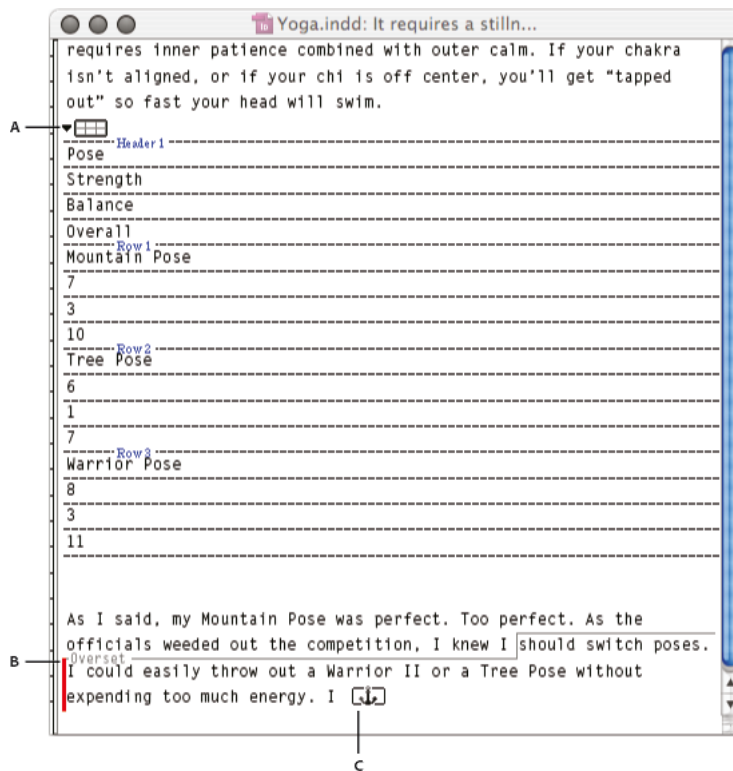 Yoga.indd: It requires a stilln...
requires inner patience combined with outer calm. If your chakra
isn't aligned, or if your chi is off center, you'll get “tapped
out” so fast your head will swim.
A
Header 1
Pose
Strength
Balance
Overall
Row 1
Mountain Pose
7
3
10
Row 2
Tree Pose
6
1
7
Row 3
Warrior Pose
8
3
11
As I said, my Mountain Pose was perfect. Too perfect. As the
officials weeded out the competition, I knew I should switch poses.
B
Overset
I could easily throw out a Warrior II or a Tree Pose without
expending too much energy. I
C